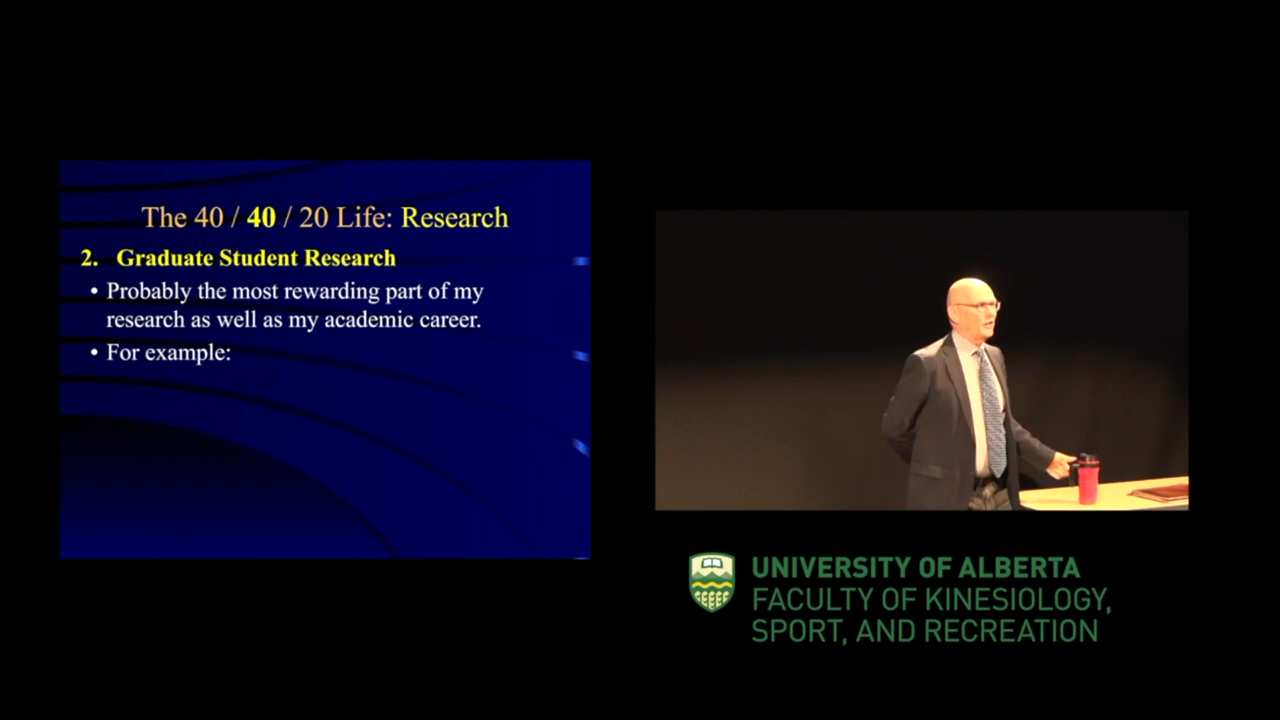 The 40 / 40 / 20 Life: Research
2. Graduate Student Research
• Probably the most rewarding part of my
research as well as my academic career.
• For example:
UNIVERSITY OF ALBERTA
FACULTY OF KINESIOLOGY,
SPORT, AND RECREATION